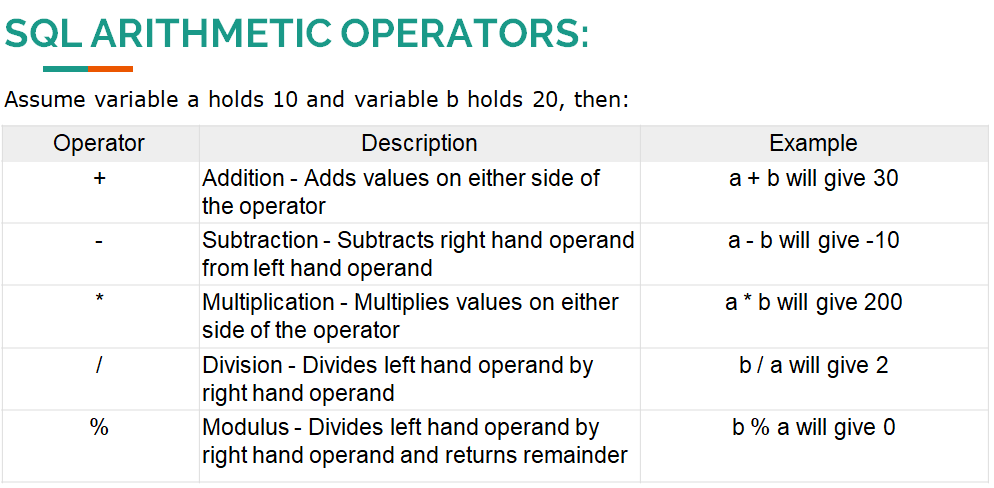 SQL ARITHMETIC OPERATORS:
Assume variable a holds 10 and variable b holds 20, then:
Operator Description Example
+ Addition - Adds values on either side of the operator a + b will give 30
- Subtraction - Subtracts right hand operand from left hand operand a - b will give -10
* Multiplication - Multiplies values on either side of the operator a * b will give 200
/ Division - Divides left hand operand by right hand operand b / a will give 2
% Modulus - Divides left hand operand by right hand operand and returns remainder b % a will give 0